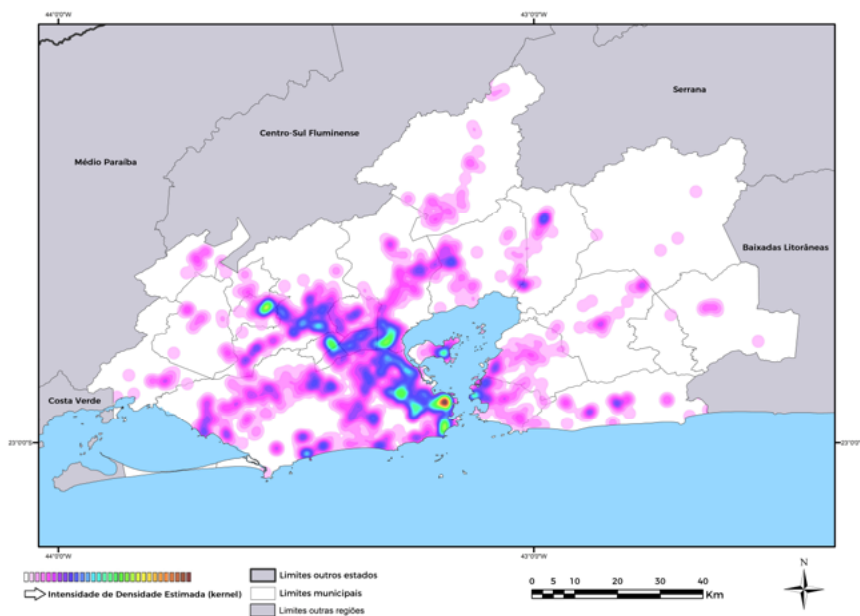 44°0'0"W 43°0'0"W
Serrana
Centro-Sul Fluminense
Médio Paraíba
Baixadas Litorâneas
Costa Verde
23°0'0"S 23°0'0"S
44°0'0"W 43°0'0"W
Intensidade de Densidade Estimada (kernel)
Limites outros estados
Limites municipais
Limites outras regiões
0 5 10 20 30 40
Km
N